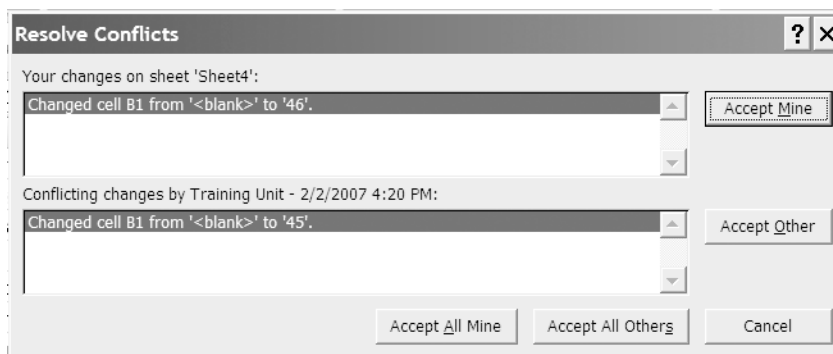 Resolve Conflicts
Your changes on sheet 'Sheet4':
Changed cell B1 from '<blank>' to '46'.
Accept Mine
Conflicting changes by Training Unit - 2/2/2007 4:20 PM:
Changed cell B1 from '<blank>' to '45'.
Accept Other
Accept All Mine
Accept All Others
Cancel